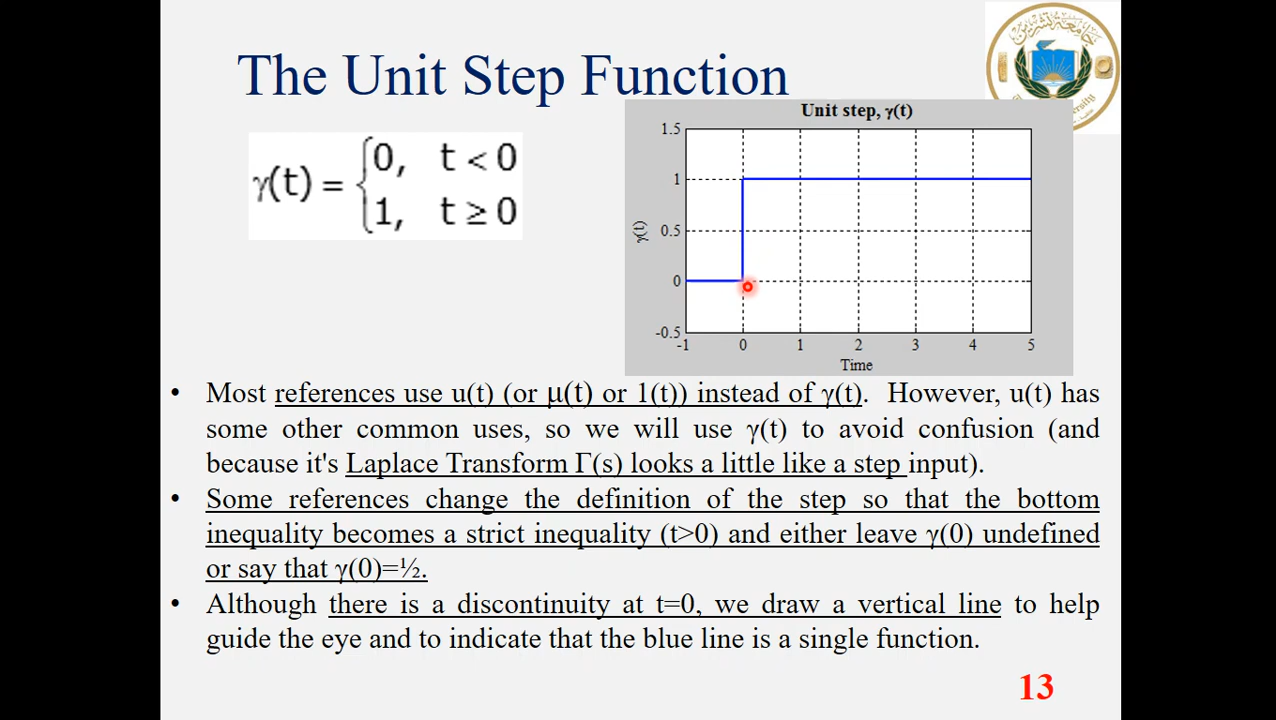 The Unit Step Function
γ(t) = {0, t < 0
1, t ≥ 0
Unit step, γ(t)
1.5
1
0.5
0
-0.5
γ(t)
-1 0 1 2 3 4 5
Time
• Most references use u(t) (or μ(t) or 1(t)) instead of γ(t). However, u(t) has
some other common uses, so we will use γ(t) to avoid confusion (and
because it's Laplace Transform Γ(s) looks a little like a step input).
• Some references change the definition of the step so that the bottom
inequality becomes a strict inequality (t>0) and either leave γ(0) undefined
or say that γ(0)=½.
• Although there is a discontinuity at t=0, we draw a vertical line to help
guide the eye and to indicate that the blue line is a single function.
13